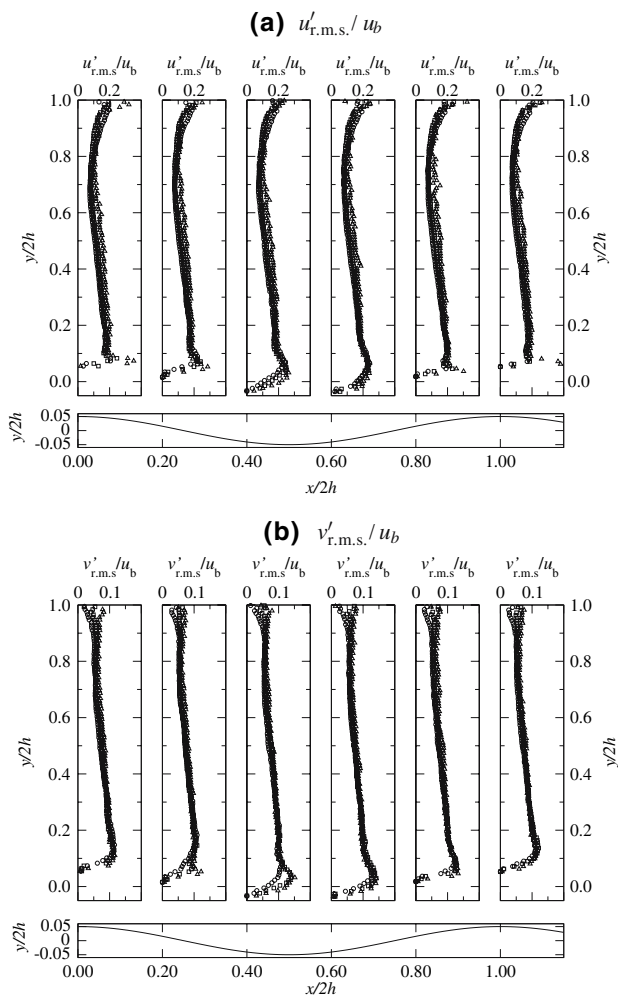 (a) u′r.m.s./ub
u'r.m.s/ub u'r.m.s/ub u'r.m.s/ub u'r.m.s/ub u'r.m.s/ub u'r.m.s/ub
0 0.2 0 0.2 0 0.2 0 0.2 0 0.2 0 0.2
1.0 1.0
0.8 0.8
y/2h 0.6 0.6 y/2h
0.4 0.4
0.2 0.2
0.0 0.0
y/2h 0.05
0
-0.05
0.00 0.20 0.40 0.60 0.80 1.00
x/2h
(b) v′r.m.s./ub
v'r.m.s/ub v'r.m.s/ub v'r.m.s/ub v'r.m.s/ub v'r.m.s/ub v'r.m.s/ub
0 0.1 0 0.1 0 0.1 0 0.1 0 0.1 0 0.1
1.0 1.0
0.8 0.8
y/2h 0.6 0.6 y/2h
0.4 0.4
0.2 0.2
0.0 0.0
y/2h 0.05
0
-0.05
0.00 0.20 0.40 0.60 0.80 1.00
x/2h